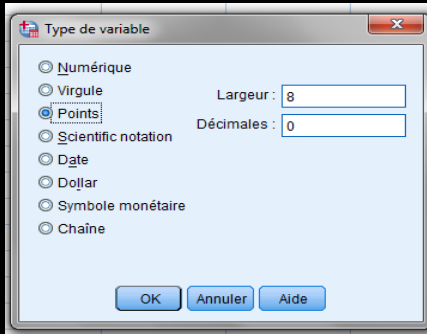 Type de variable
Numérique
Virgule
Points
Scientific notation
Date
Dollar
Symbole monétaire
Chaîne
Largeur : 8
Décimales : 0
OK Annuler Aide